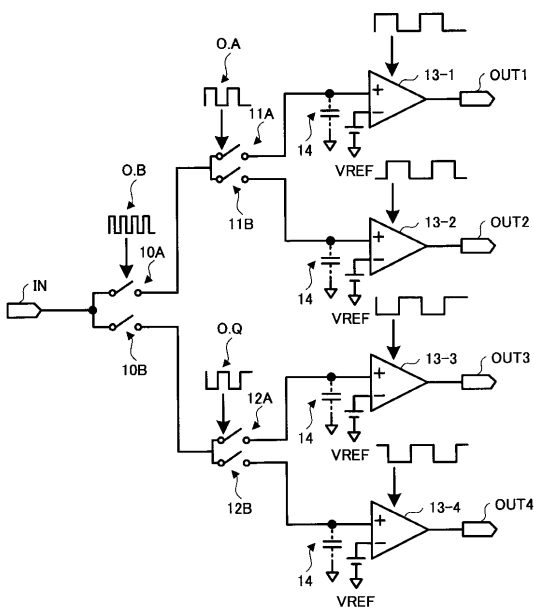 O.A
13-1
OUT1
11A
+
−
14
VREF
O.B
11B
13-2
OUT2
+
−
10A
14
IN
VREF
10B
O.Q
13-3
OUT3
12A
+
−
14
VREF
12B
13-4
OUT4
+
−
14
VREF